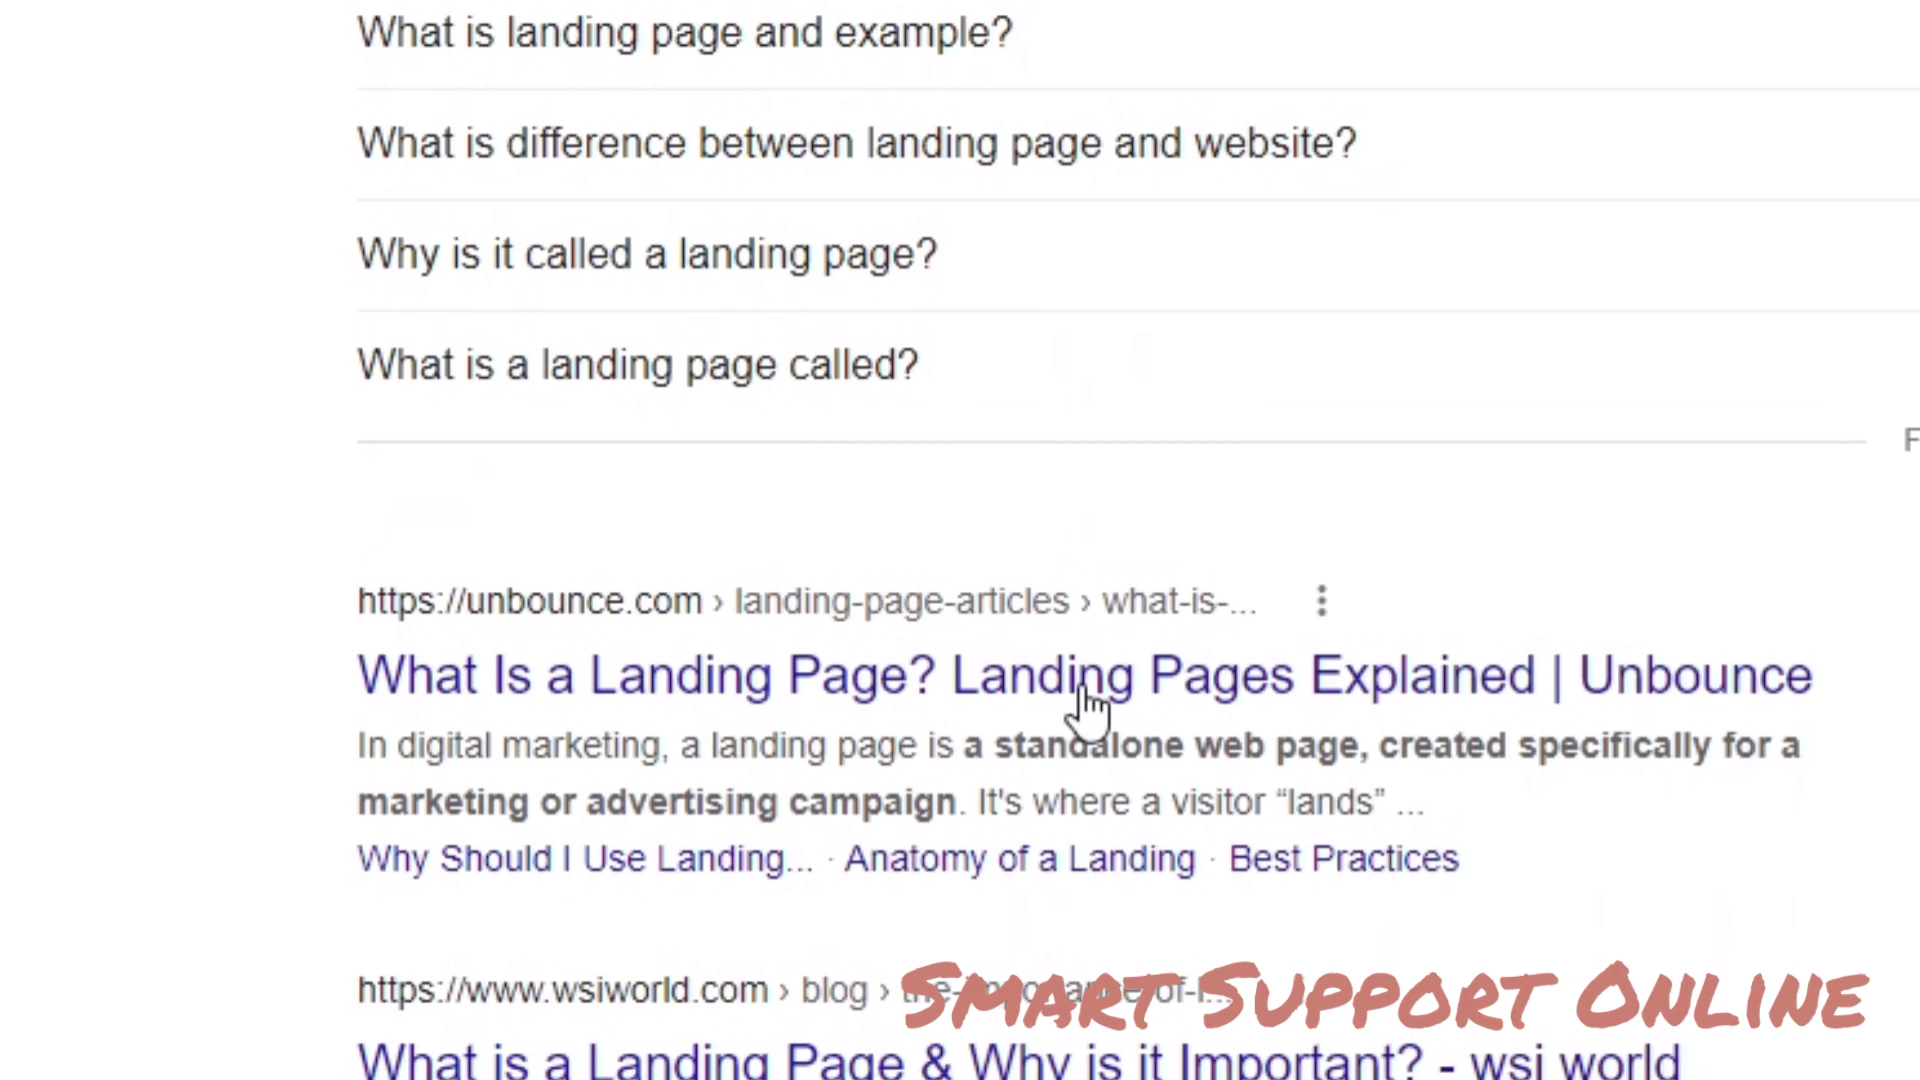 What is landing page and example?
What is difference between landing page and website?
Why is it called a landing page?
What is a landing page called?
F
https://unbounce.com › landing-page-articles › what-is-...
What Is a Landing Page? Landing Pages Explained | Unbounce
In digital marketing, a landing page is a standalone web page, created specifically for a
marketing or advertising campaign. It's where a visitor “lands” ...
Why Should I Use Landing... · Anatomy of a Landing · Best Practices
https://www.wsiworld.com › blog › the-importance-of-l...
SMART SUPPORT ONLINE
What is a Landing Page & Why is it Important? - wsi world